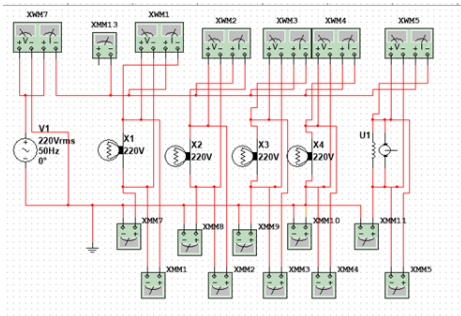 XWM7
XMM13
XWM1
XWM2
XWM3
XWM4
XWM5
V1
220Vrms
50Hz
0°
X1
220V
X2
220V
X3
220V
X4
220V
U1
XMM7
XMM8
XMM9
XMM10
XMM11
XMM1
XMM2
XMM3
XMM4
XMM5